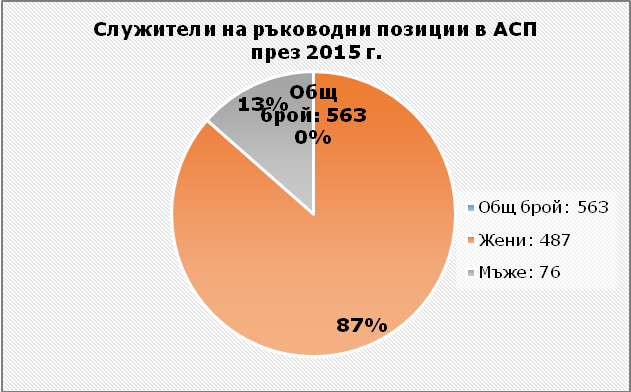 Служители на ръководни позиции в АСП
през 2015 г.
13%
Общ
брой: 563
0%
87%
Общ брой: 563
Жени: 487
Мъже: 76